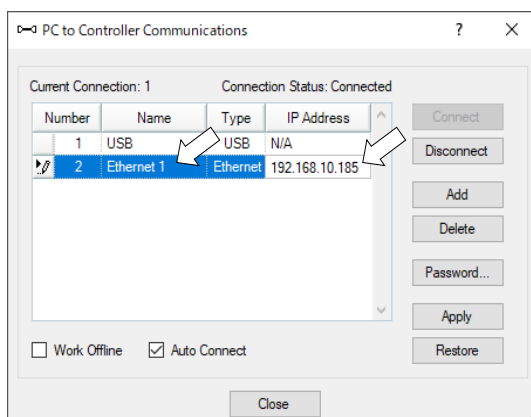 PC to Controller Communications ? ×
Current Connection: 1 Connection Status: Connected
Number Name Type IP Address Connect
1 USB USB N/A
Disconnect
2 Ethernet 1 Ethernet 192.168.10.185
Add
Delete
Password...
Apply
Work Offline Auto Connect Restore
Close